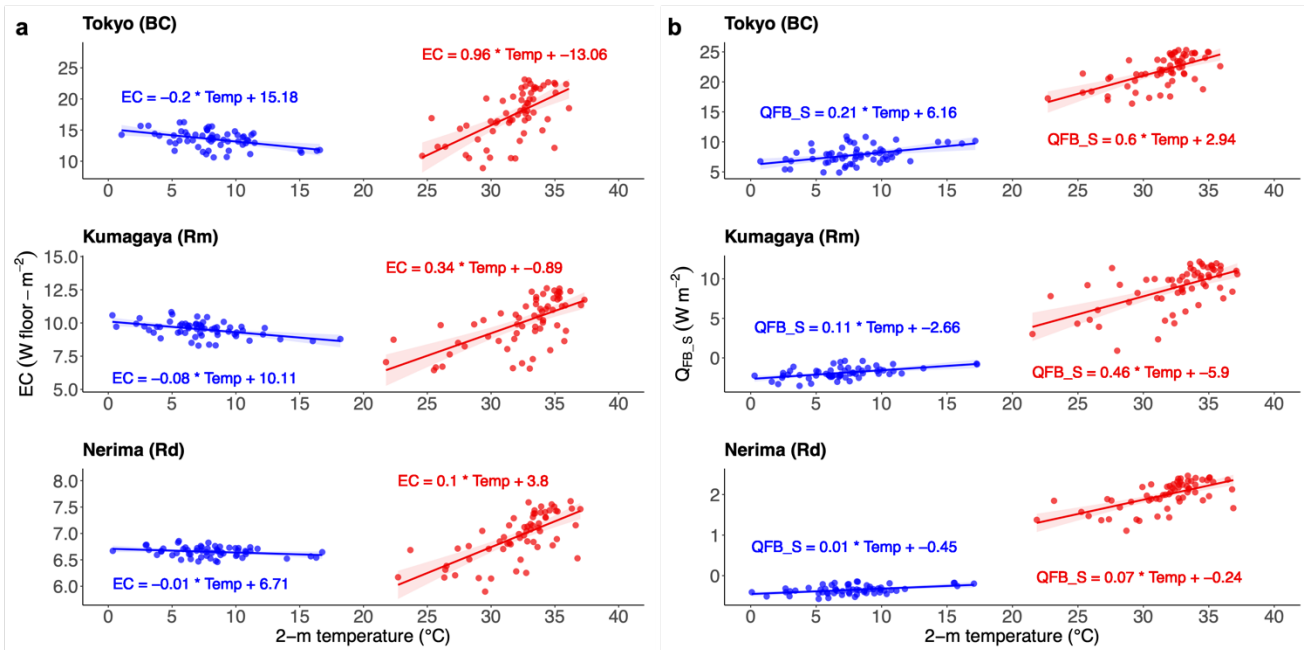 a
Tokyo (BC)
EC = 0.96 * Temp + −13.06
EC = −0.2 * Temp + 15.18
25
20
15
10
0 5 10 15 20 25 30 35 40
Kumagaya (Rm)
EC = 0.34 * Temp + −0.89
EC = −0.08 * Temp + 10.11
15.0
12.5
10.0
7.5
5.0
0 5 10 15 20 25 30 35 40
EC (W floor−m⁻²)
Nerima (Rd)
EC = 0.1 * Temp + 3.8
EC = −0.01 * Temp + 6.71
8.0
7.5
7.0
6.5
6.0
0 5 10 15 20 25 30 35 40
2−m temperature (°C)
b
Tokyo (BC)
QFB_S = 0.21 * Temp + 6.16
QFB_S = 0.6 * Temp + 2.94
25
20
15
10
5
0 5 10 15 20 25 30 35 40
Kumagaya (Rm)
QFB_S = 0.11 * Temp + −2.66
QFB_S = 0.46 * Temp + −5.9
10
5
0
0 5 10 15 20 25 30 35 40
Q_FB_S (W m⁻²)
Nerima (Rd)
QFB_S = 0.01 * Temp + −0.45
QFB_S = 0.07 * Temp + −0.24
2
1
0
0 5 10 15 20 25 30 35 40
2−m temperature (°C)